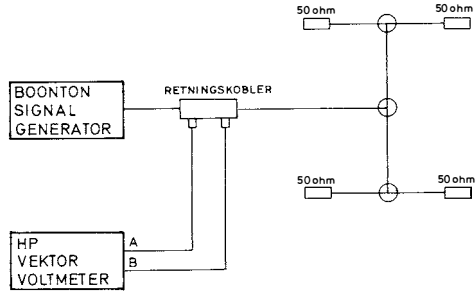 50 ohm
50 ohm
BOONTON
SIGNAL
GENERATOR
RETNINGSKOBLER
50 ohm
50 ohm
HP
VEKTOR
VOLTMETER
A
B